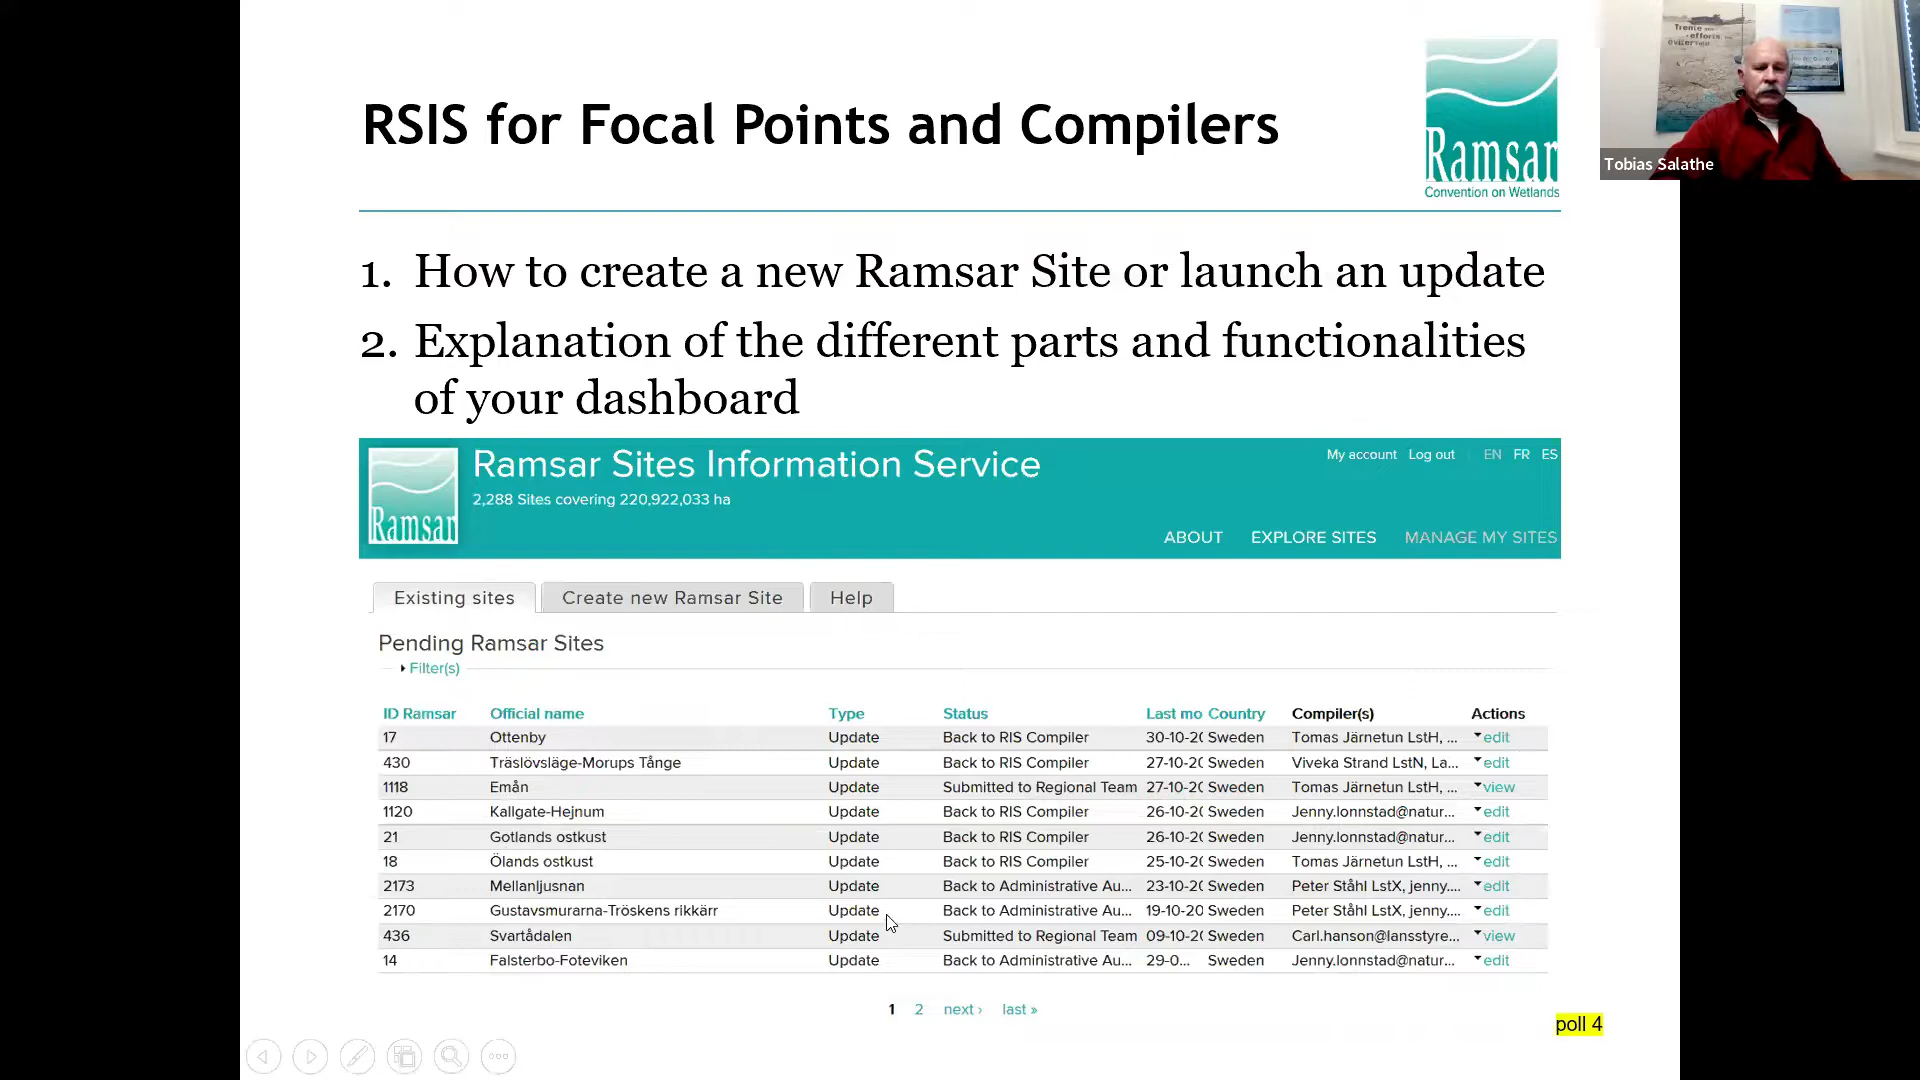 RSIS for Focal Points and Compilers
Ramsar
Convention on Wetlands
Trente
efforts
Tobias Salathe
1. How to create a new Ramsar Site or launch an update
2. Explanation of the different parts and functionalities
of your dashboard
Ramsar
Ramsar Sites Information Service
2,288 Sites covering 220,922,033 ha
My account Log out EN FR ES
ABOUT EXPLORE SITES MANAGE MY SITES
Existing sites Create new Ramsar Site Help
Pending Ramsar Sites
Filter(s)
ID Ramsar Official name Type Status Last mo Country Compiler(s) Actions
17 Ottenby Update Back to RIS Compiler 30-10-20 Sweden Tomas Järnetun LstH, ... edit
430 Träslövsläge-Morups Tånge Update Back to RIS Compiler 27-10-20 Sweden Viveka Strand LstN, La... edit
1118 Emån Update Submitted to Regional Team 27-10-20 Sweden Tomas Järnetun LstH, ... view
1120 Kallgate-Hejnum Update Back to RIS Compiler 26-10-20 Sweden Jenny.lonnstad@natur... edit
21 Gotlands ostkust Update Back to RIS Compiler 26-10-20 Sweden Jenny.lonnstad@natur... edit
18 Ölands ostkust Update Back to RIS Compiler 25-10-20 Sweden Tomas Järnetun LstH, ... edit
2173 Mellanljusnan Update Back to Administrative Au... 23-10-20 Sweden Peter Ståhl LstX, jenny.... edit
2170 Gustavsmurarna-Tröskens rikkärr Update Back to Administrative Au... 19-10-20 Sweden Peter Ståhl LstX, jenny.... edit
436 Svartådalen Update Submitted to Regional Team 09-10-20 Sweden Carl.hanson@lansstyre... view
14 Falsterbo-Foteviken Update Back to Administrative Au... 29-0... Sweden Jenny.lonnstad@natur... edit
1 2 next › last »
poll 4